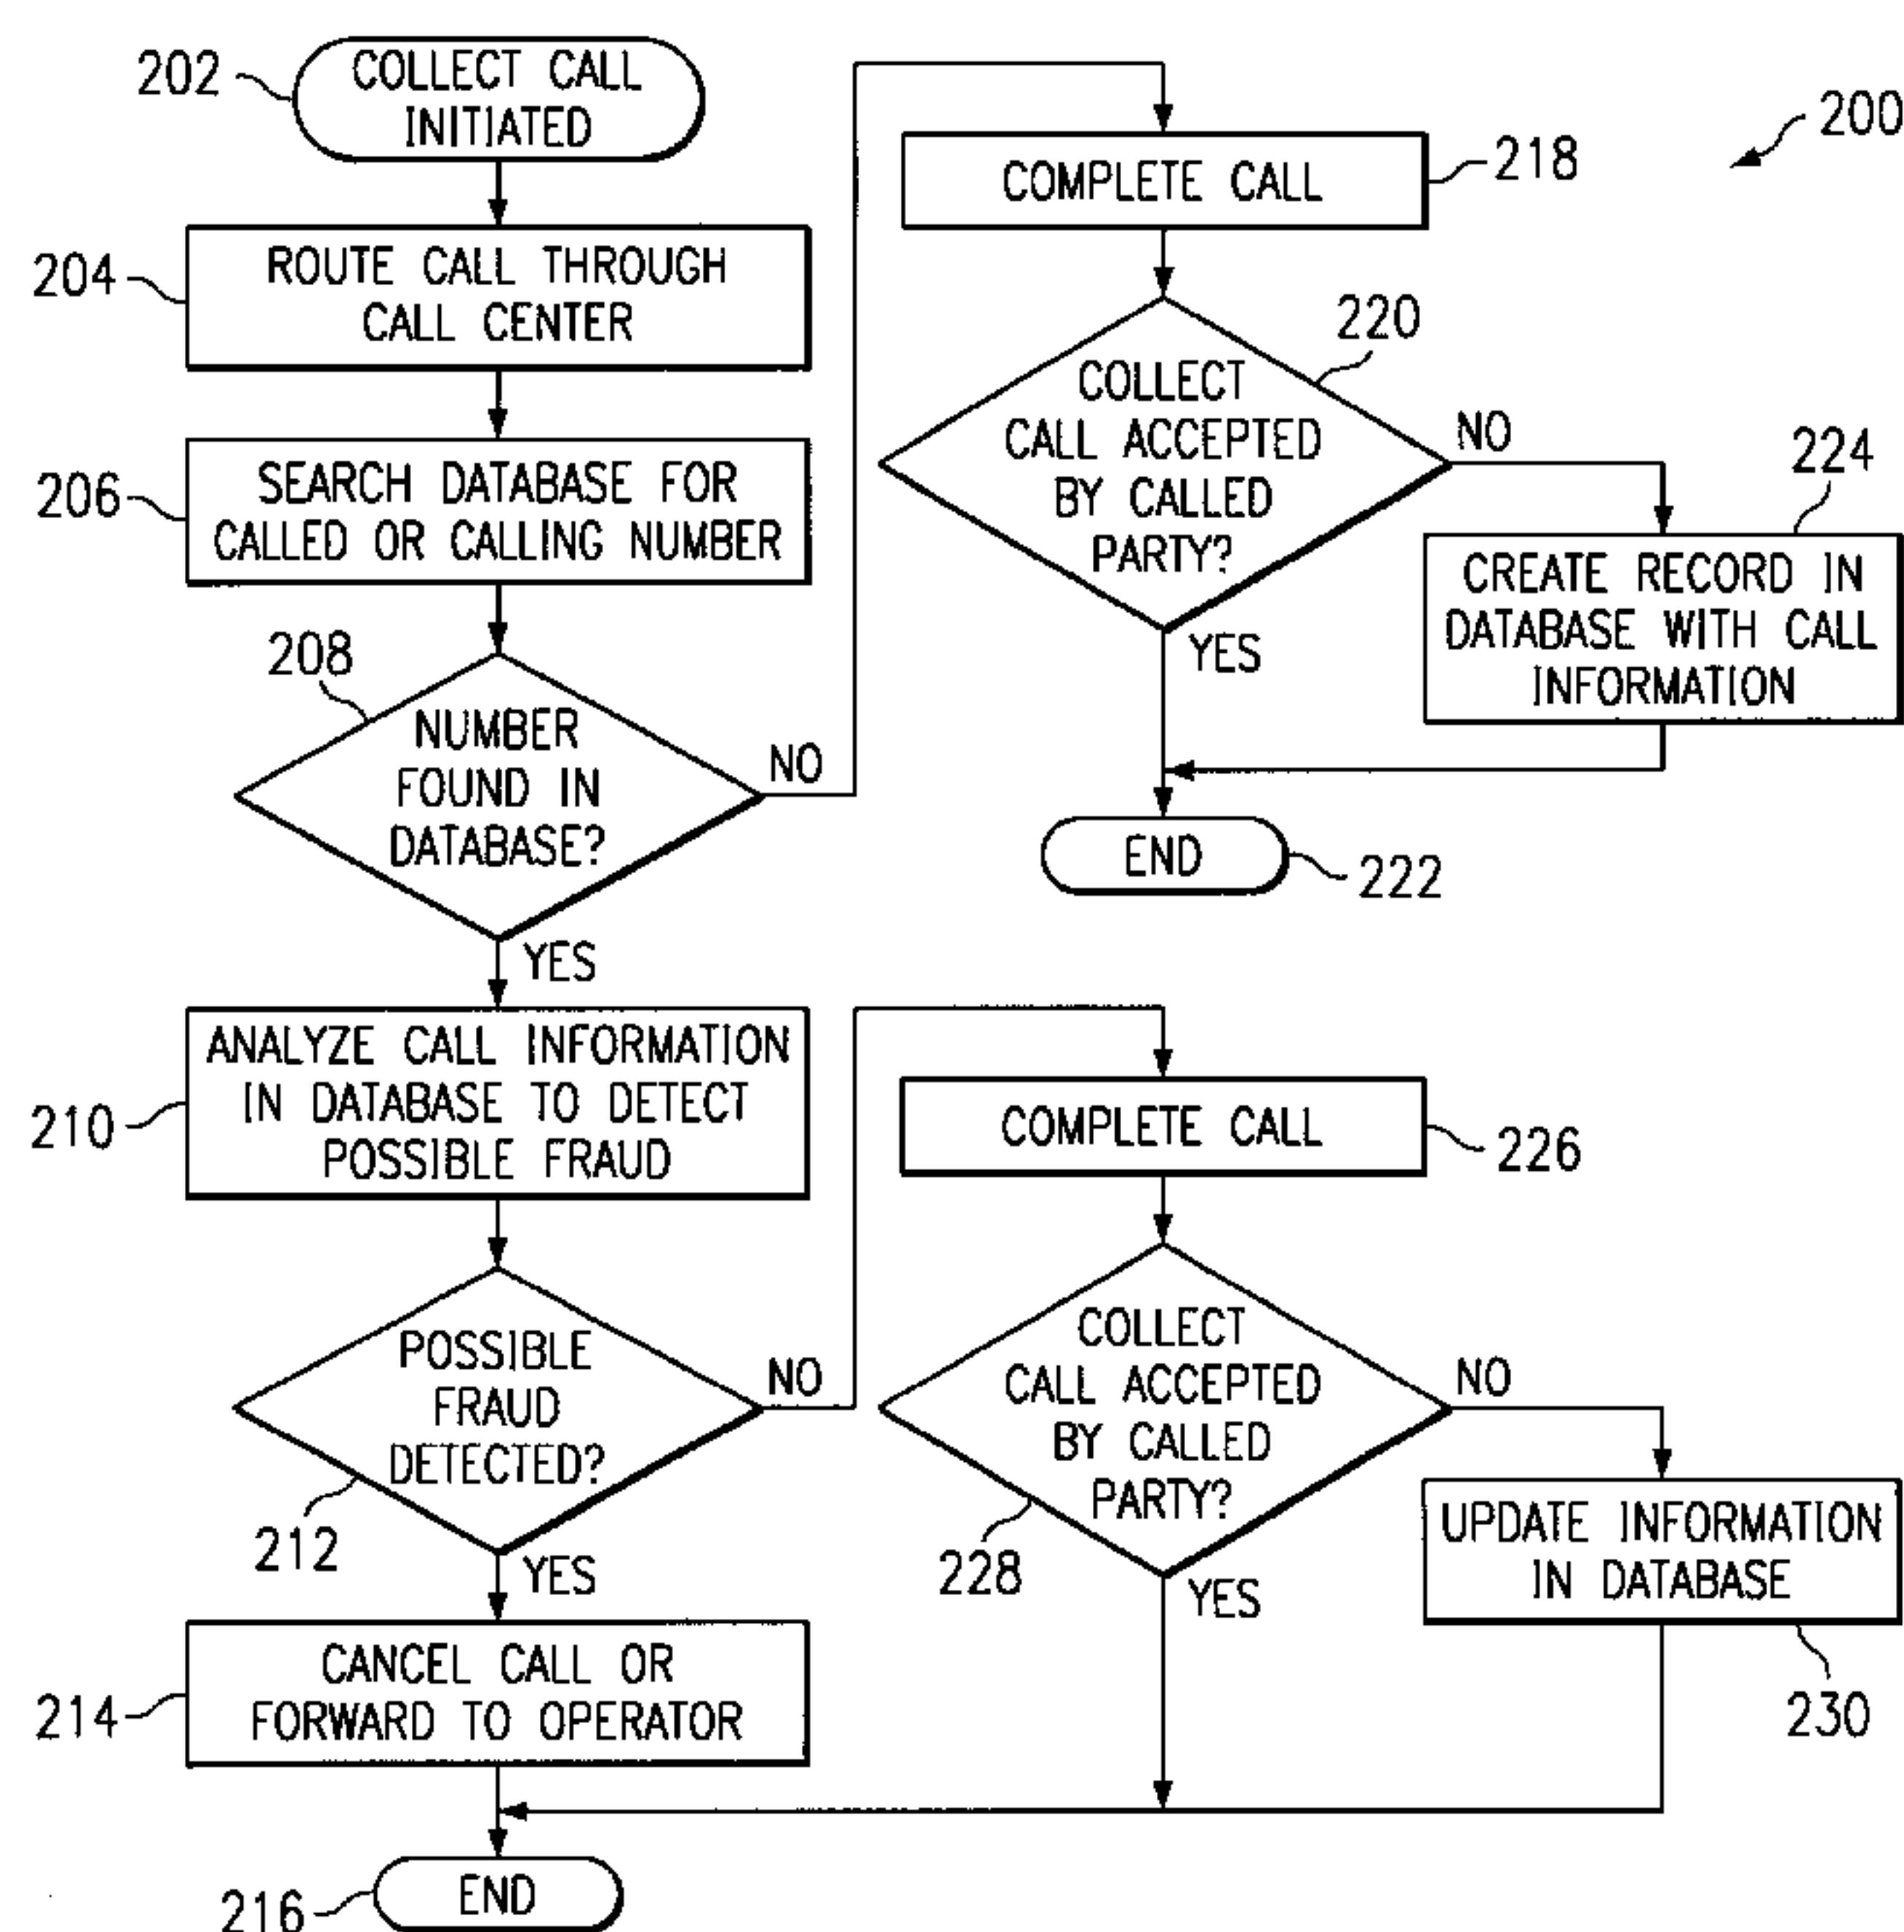 202
COLLECT CALL
INITIATED
204
ROUTE CALL THROUGH
CALL CENTER
206
SEARCH DATABASE FOR
CALLED OR CALLING NUMBER
208
NUMBER
FOUND IN
DATABASE?
NO
YES
210
ANALYZE CALL INFORMATION
IN DATABASE TO DETECT
POSSIBLE FRAUD
POSSIBLE
FRAUD
DETECTED?
NO
212
YES
214
CANCEL CALL OR
FORWARD TO OPERATOR
216
END
200
COMPLETE CALL
218
220
COLLECT
CALL ACCEPTED
BY CALLED
PARTY?
NO
YES
224
CREATE RECORD IN
DATABASE WITH CALL
INFORMATION
END
222
COMPLETE CALL
226
COLLECT
CALL ACCEPTED
BY CALLED
PARTY?
NO
228
YES
UPDATE INFORMATION
IN DATABASE
230